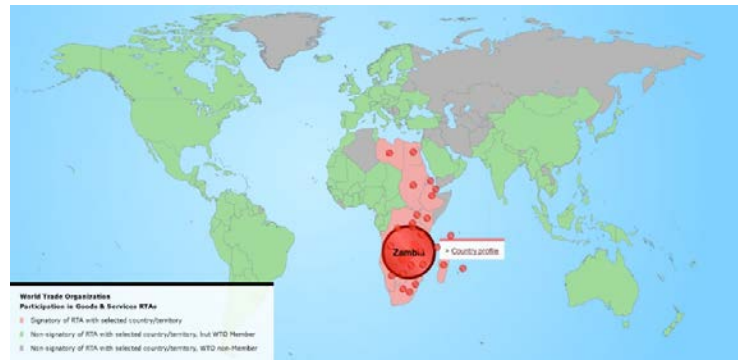 Zambia
• Country profile
World Trade Organization
Participation in Goods & Services RTAs
Signatory of RTA with selected country/territory
Non-signatory of RTA with selected country/territory, but WTO Member
Non-signatory of RTA with selected country/territory, WTO non-Member